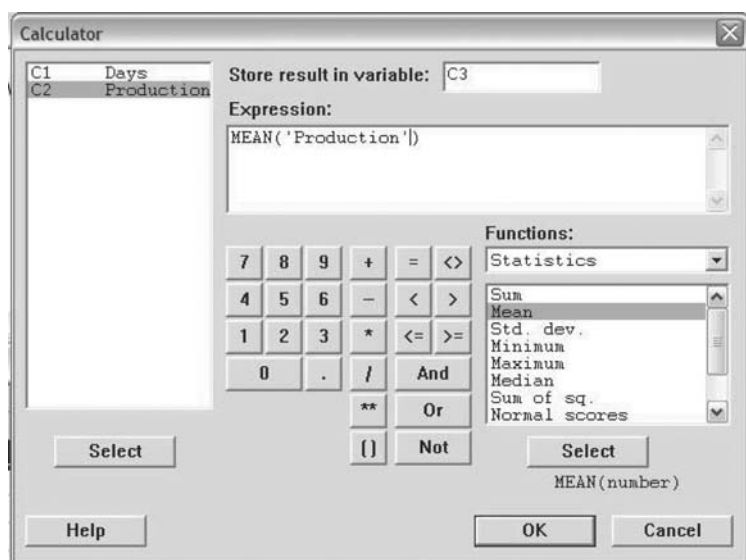 Calculator
C1 Days
C2 Production
Store result in variable: C3
Expression:
MEAN('Production')
Functions:
Statistics
7 8 9 + = <>
4 5 6 - < >
1 2 3 * <= >=
0 . / And
** Or
() Not
Sum
Mean
Std. dev.
Minimum
Maximum
Median
Sum of sq.
Normal scores
Select
Select
MEAN(number)
Help
OK
Cancel